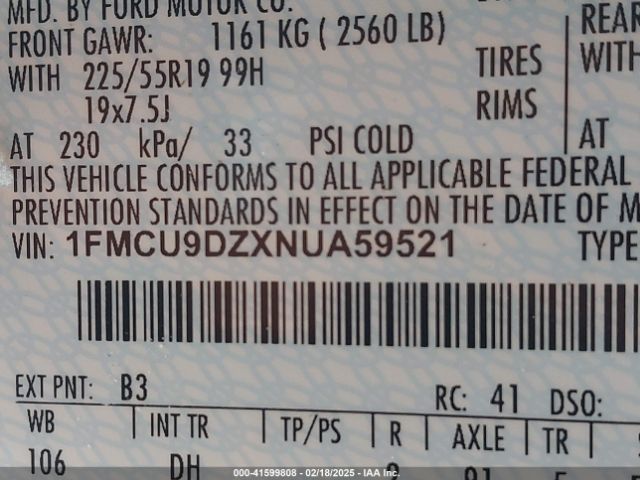 MFD. BY FORD MOTOR CO.
FRONT GAWR: 1161 KG ( 2560 LB) REAR
WITH 225/55R19 99H TIRES WITH
19x7.5J RIMS
AT 230 kPa/ 33 PSI COLD AT
THIS VEHICLE CONFORMS TO ALL APPLICABLE FEDERAL
PREVENTION STANDARDS IN EFFECT ON THE DATE OF M
VIN: 1FMCU9DZXNUA59521 TYPE
EXT PNT: B3 RC: 41 DSO:
WB INT TR TP/PS R AXLE TR
106 DH
000-41599808 - 02/18/2025 - IAA Inc.